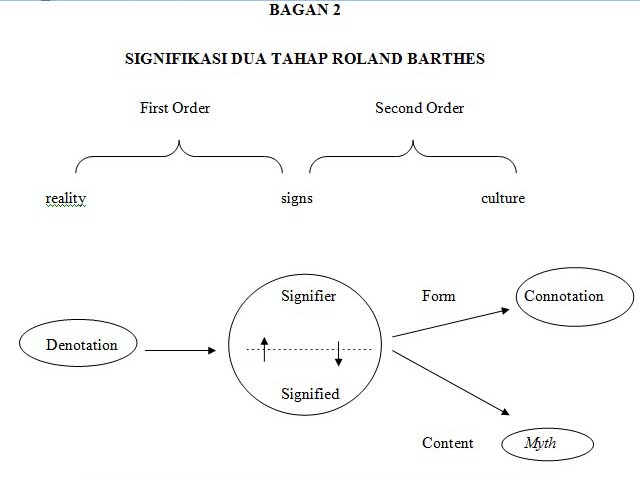 BAGAN 2
SIGNIFIKASI DUA TAHAP ROLAND BARTHES
First Order Second Order
reality signs culture
Signifier Form Connotation
Denotation
Signified
Content Myth